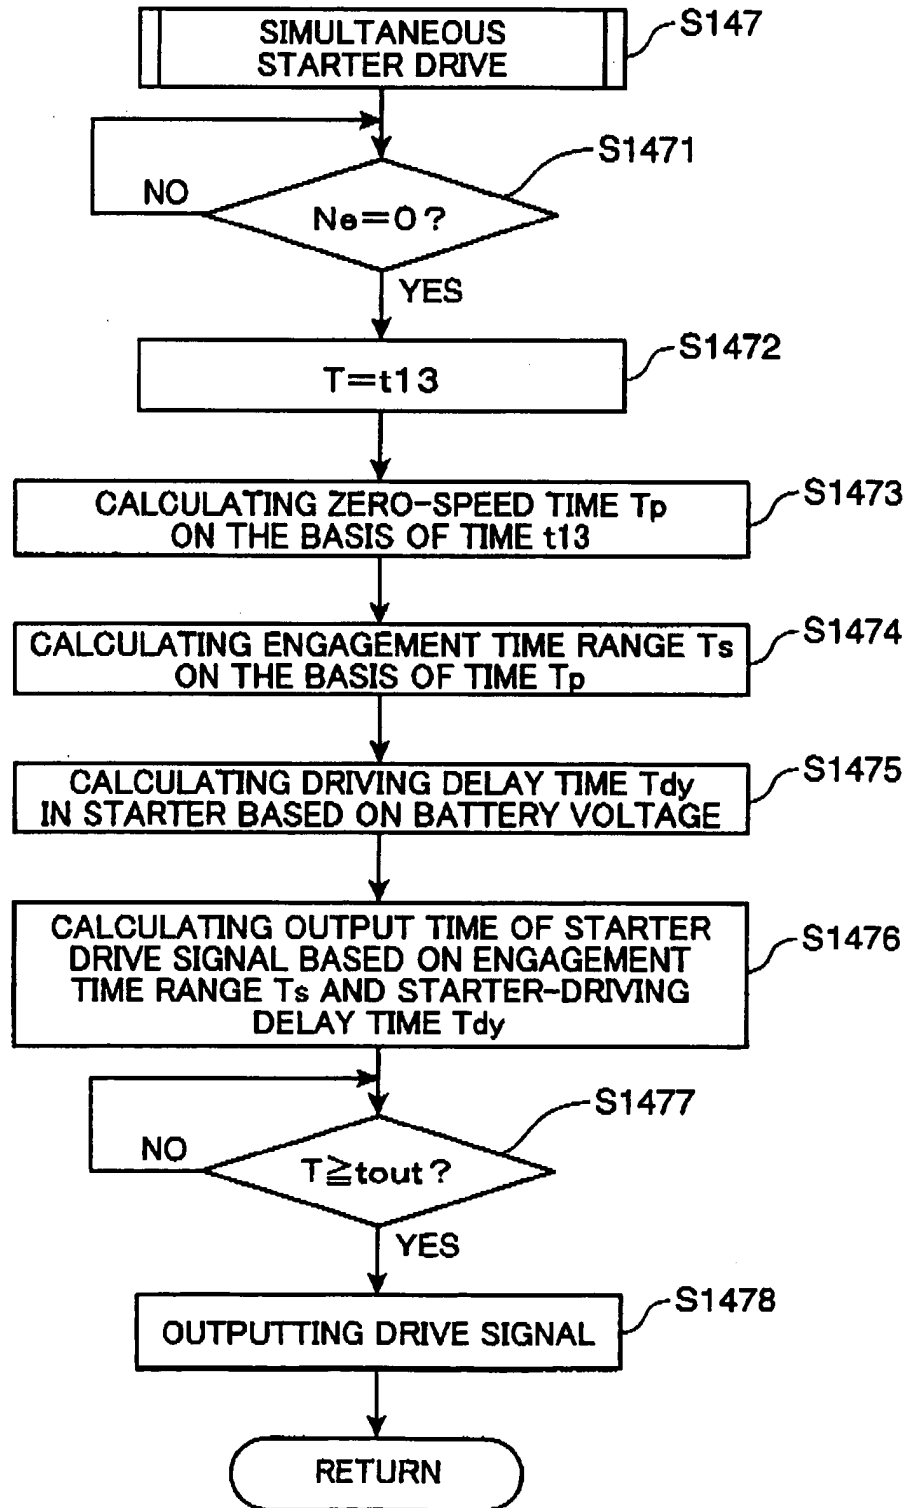 SIMULTANEOUS
STARTER DRIVE
S147
S1471
NO
Ne=0?
YES
S1472
T=t13
S1473
CALCULATING ZERO-SPEED TIME Tp
ON THE BASIS OF TIME t13
S1474
CALCULATING ENGAGEMENT TIME RANGE Ts
ON THE BASIS OF TIME Tp
S1475
CALCULATING DRIVING DELAY TIME Tdy
IN STARTER BASED ON BATTERY VOLTAGE
CALCULATING OUTPUT TIME OF STARTER
DRIVE SIGNAL BASED ON ENGAGEMENT
TIME RANGE Ts AND STARTER-DRIVING
DELAY TIME Tdy
S1476
S1477
NO
T≧tout?
YES
S1478
OUTPUTTING DRIVE SIGNAL
RETURN